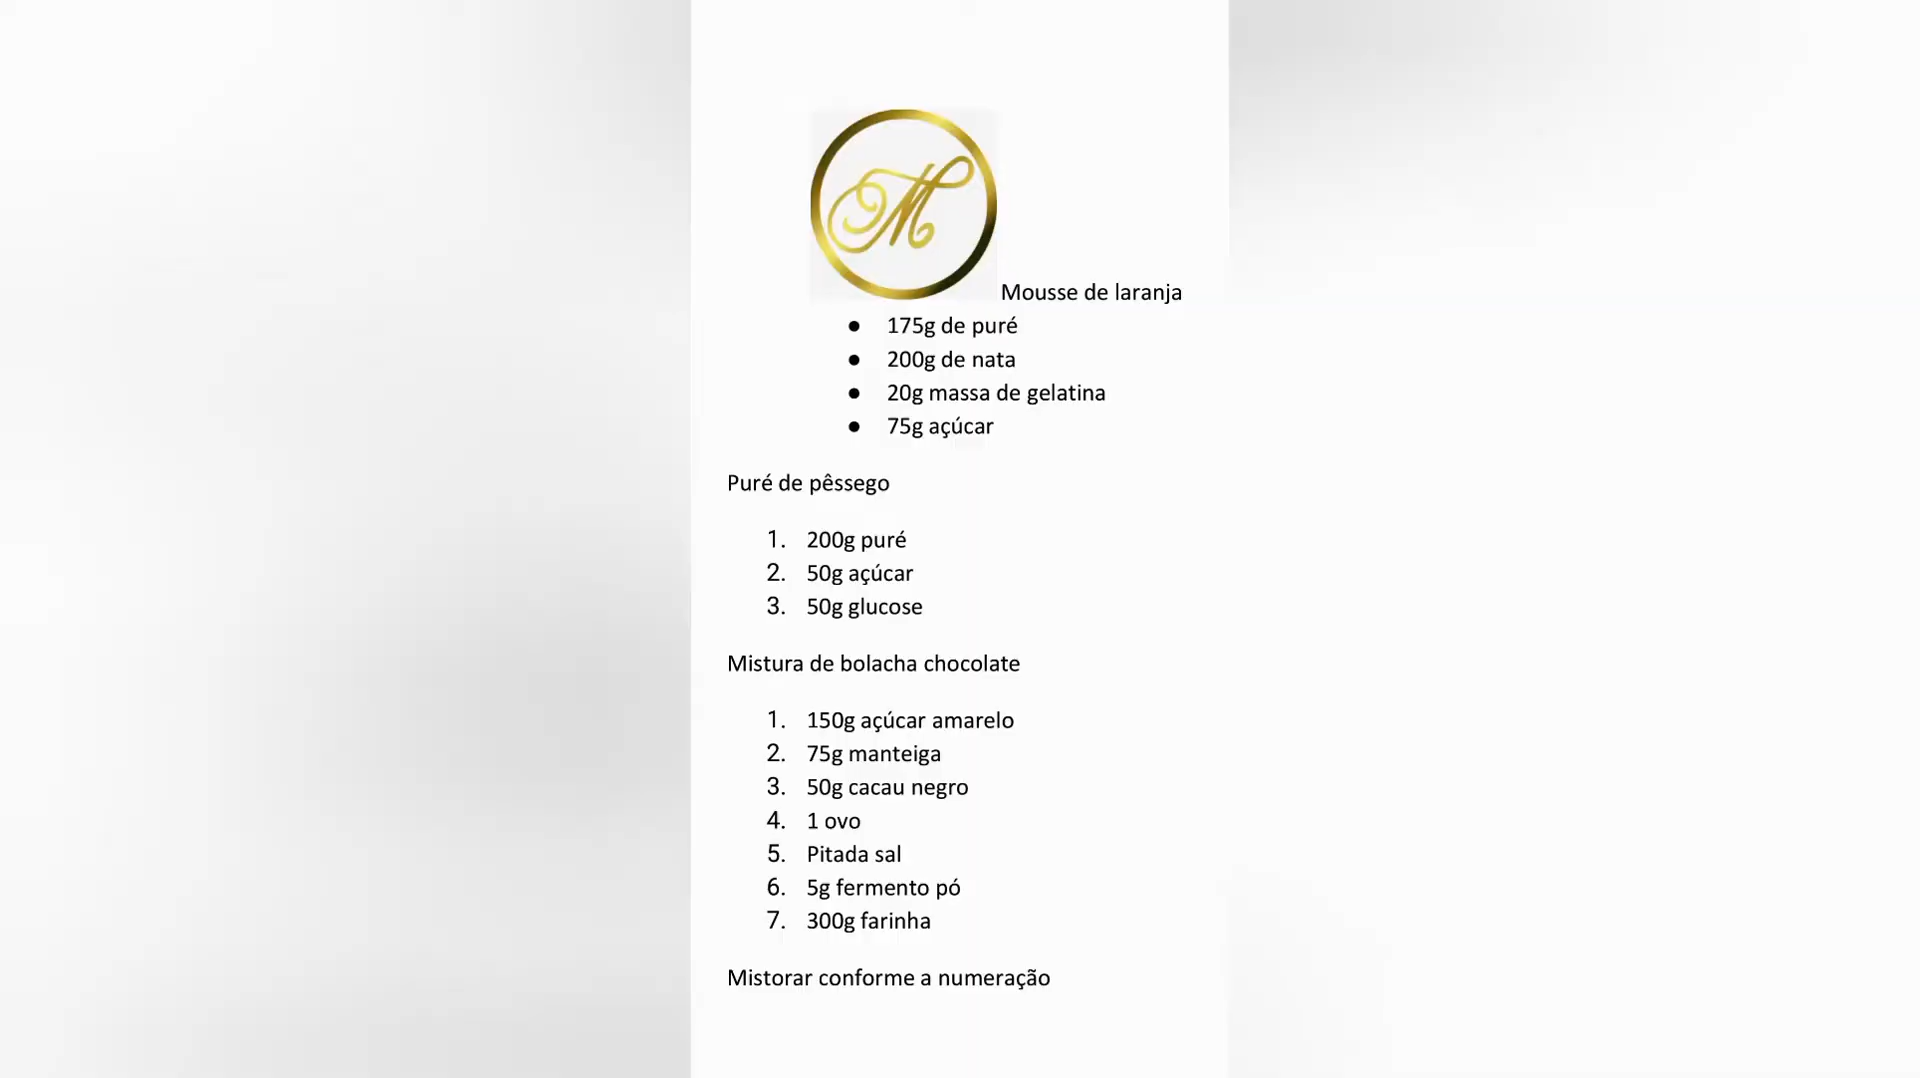 M
Mousse de laranja
● 175g de puré
● 200g de nata
● 20g massa de gelatina
● 75g açúcar
Puré de pêssego
1. 200g puré
2. 50g açúcar
3. 50g glucose
Mistura de bolacha chocolate
1. 150g açúcar amarelo
2. 75g manteiga
3. 50g cacau negro
4. 1 ovo
5. Pitada sal
6. 5g fermento pó
7. 300g farinha
Mistorar conforme a numeração